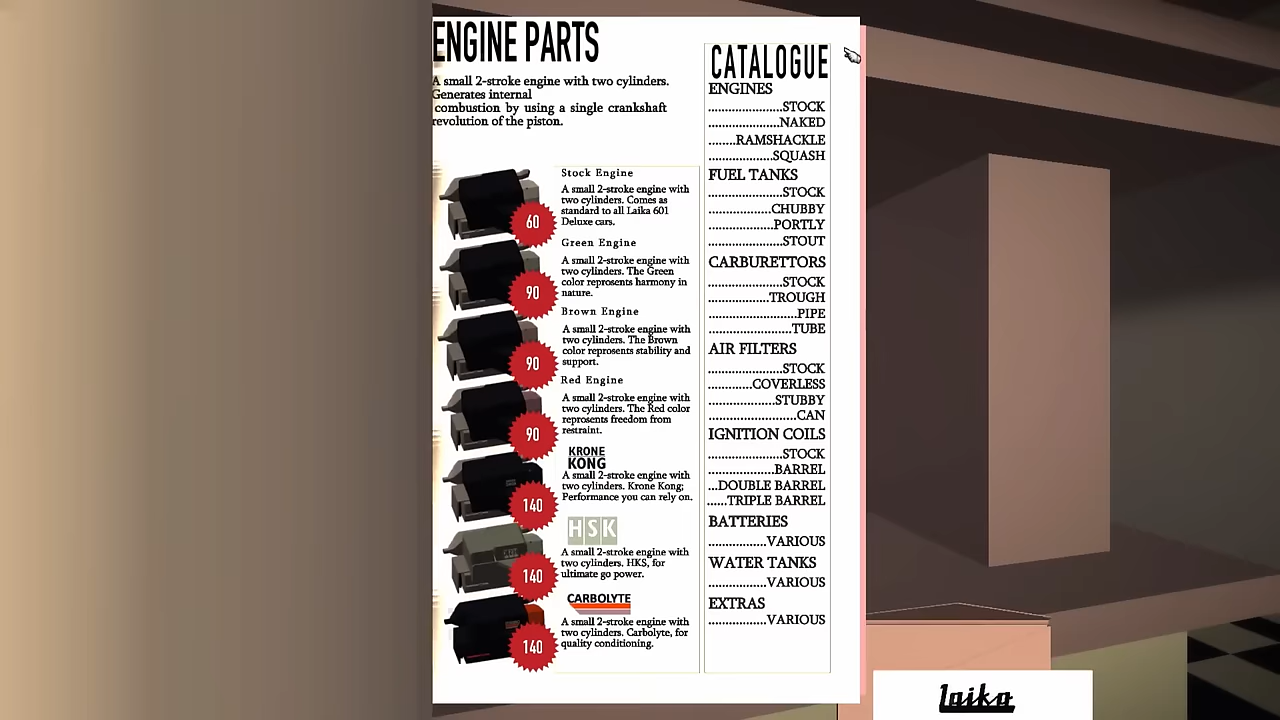 ENGINE PARTS
A small 2-stroke engine with two cylinders.
Generates internal
combustion by using a single crankshaft
revolution of the piston.
Stock Engine
A small 2-stroke engine with
two cylinders. Comes as
standard to all Laika 601
Deluxe cars.
60
Green Engine
A small 2-stroke engine with
two cylinders. The Green
color represents harmony in
nature.
90
Brown Engine
A small 2-stroke engine with
two cylinders. The Brown
color represents stability and
support.
90
Red Engine
A small 2-stroke engine with
two cylinders. The Red color
represents freedom from
restraint.
90
KRONE
KONG
A small 2-stroke engine with
two cylinders. Krone Kong;
Performance you can rely on.
140
HSK
A small 2-stroke engine with
two cylinders. HKS, for
ultimate go power.
140
CARBOLYTE
A small 2-stroke engine with
two cylinders. Carbolyte, for
quality conditioning.
140
CATALOGUE
ENGINES
......................STOCK
......................NAKED
........RAMSHACKLE
...................SQUASH
FUEL TANKS
......................STOCK
...................CHUBBY
...................PORTLY
......................STOUT
CARBURETTORS
......................STOCK
..................TROUGH
..........................PIPE
.........................TUBE
AIR FILTERS
......................STOCK
.............COVERLESS
....................STUBBY
..........................CAN
IGNITION COILS
......................STOCK
....................BARREL
...DOUBLE BARREL
......TRIPLE BARREL
BATTERIES
.................VARIOUS
WATER TANKS
.................VARIOUS
EXTRAS
.................VARIOUS
laika